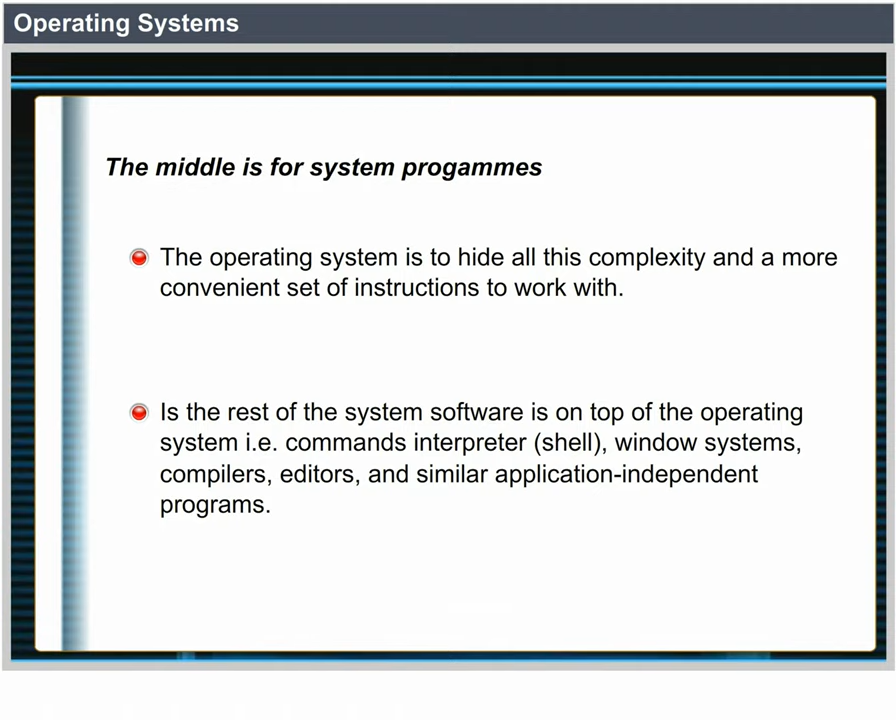 Operating Systems
The middle is for system progammes
The operating system is to hide all this complexity and a more
convenient set of instructions to work with.
Is the rest of the system software is on top of the operating
system i.e. commands interpreter (shell), window systems,
compilers, editors, and similar application-independent
programs.